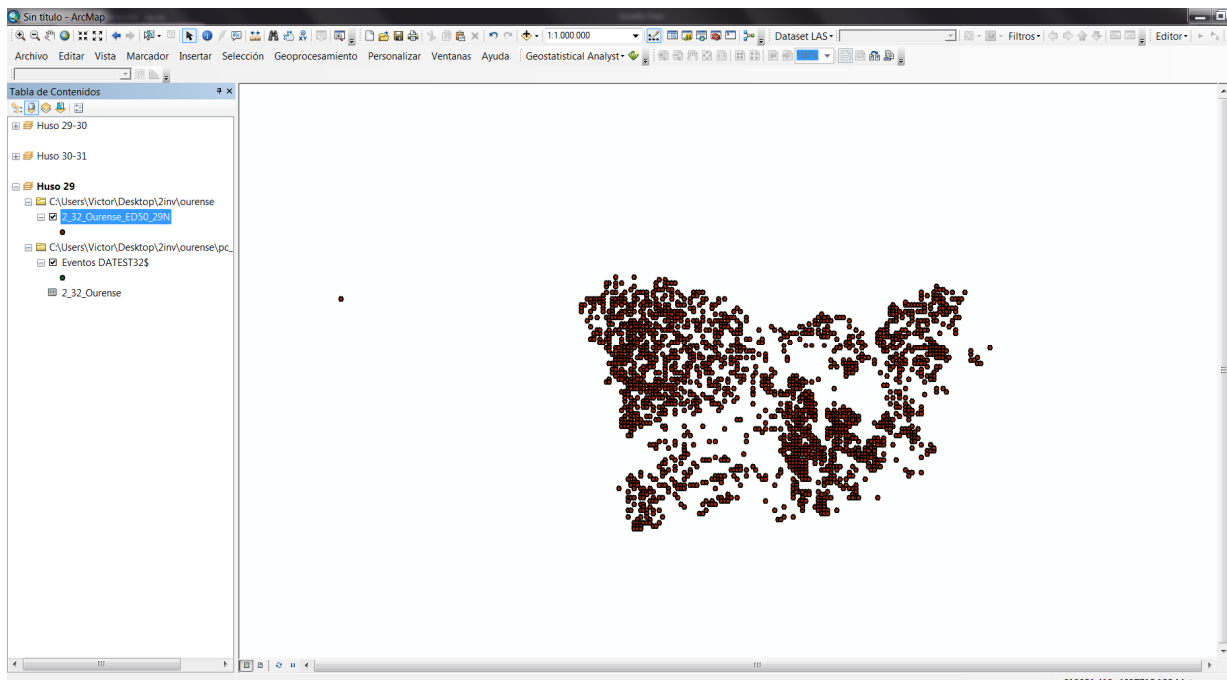 Sin título - ArcMap
1:1.000.000
Dataset LAS
Filtros
Editor
Archivo Editar Vista Marcador Insertar Selección Geoprocesamiento Personalizar Ventanas Ayuda
Geostatistical Analyst
100%
Tabla de Contenidos
Huso 29-30
Huso 30-31
Huso 29
C:\Users\Victor\Desktop\2inv\ourense
2_32_Ourense_ED50_29N
C:\Users\Victor\Desktop\2inv\ourense\pc_
Eventos DATEST32$
2_32_Ourense